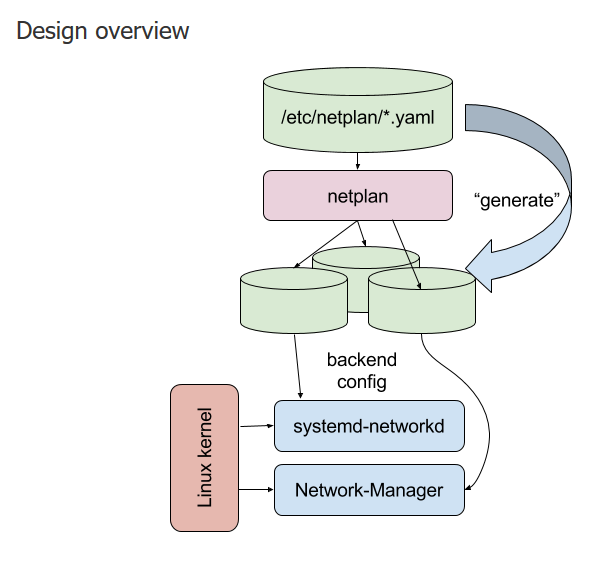 Design overview
/etc/netplan/*.yaml
netplan
“generate”
backend
config
Linux kernel
systemd-networkd
Network-Manager